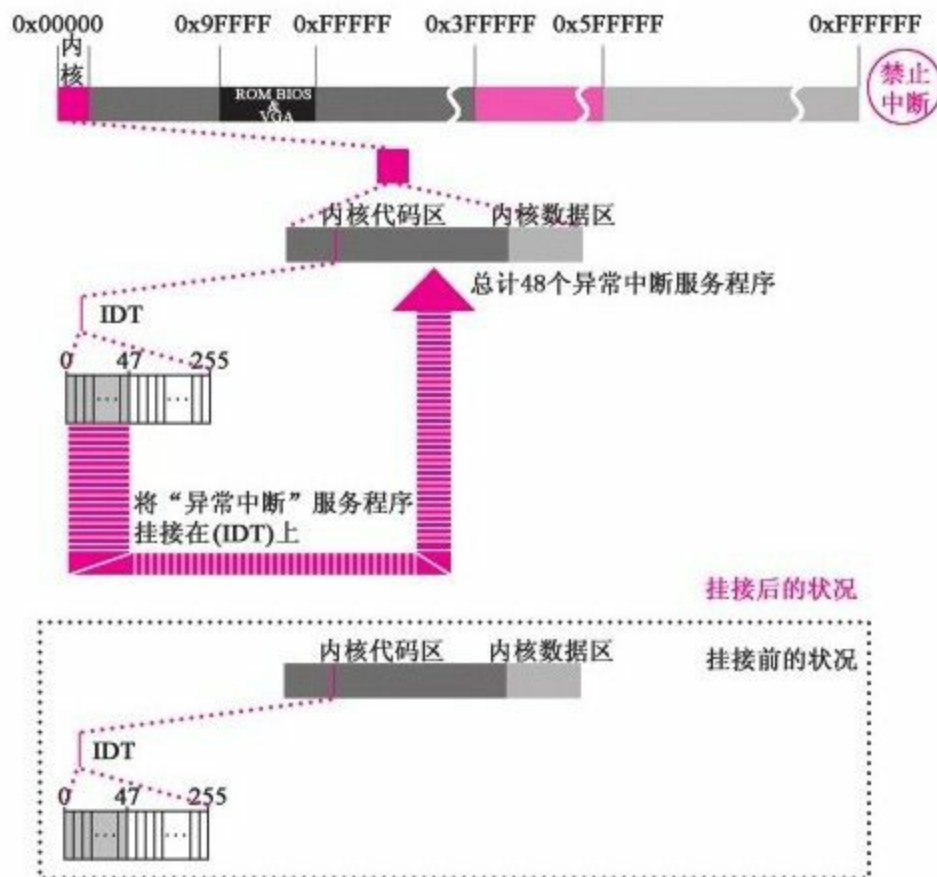 0x00000 0x9FFFF 0xFFFFF 0x3FFFFF 0x5FFFFF 0xFFFFFF
内
核
ROM BIOS
&
VGA
禁止
中断
内核代码区 内核数据区
总计48个异常中断服务程序
IDT
0 47 255
... ...
将“异常中断”服务程序
挂接在(IDT)上
挂接后的状况
内核代码区 内核数据区
挂接前的状况
IDT
0 47 255
... ...